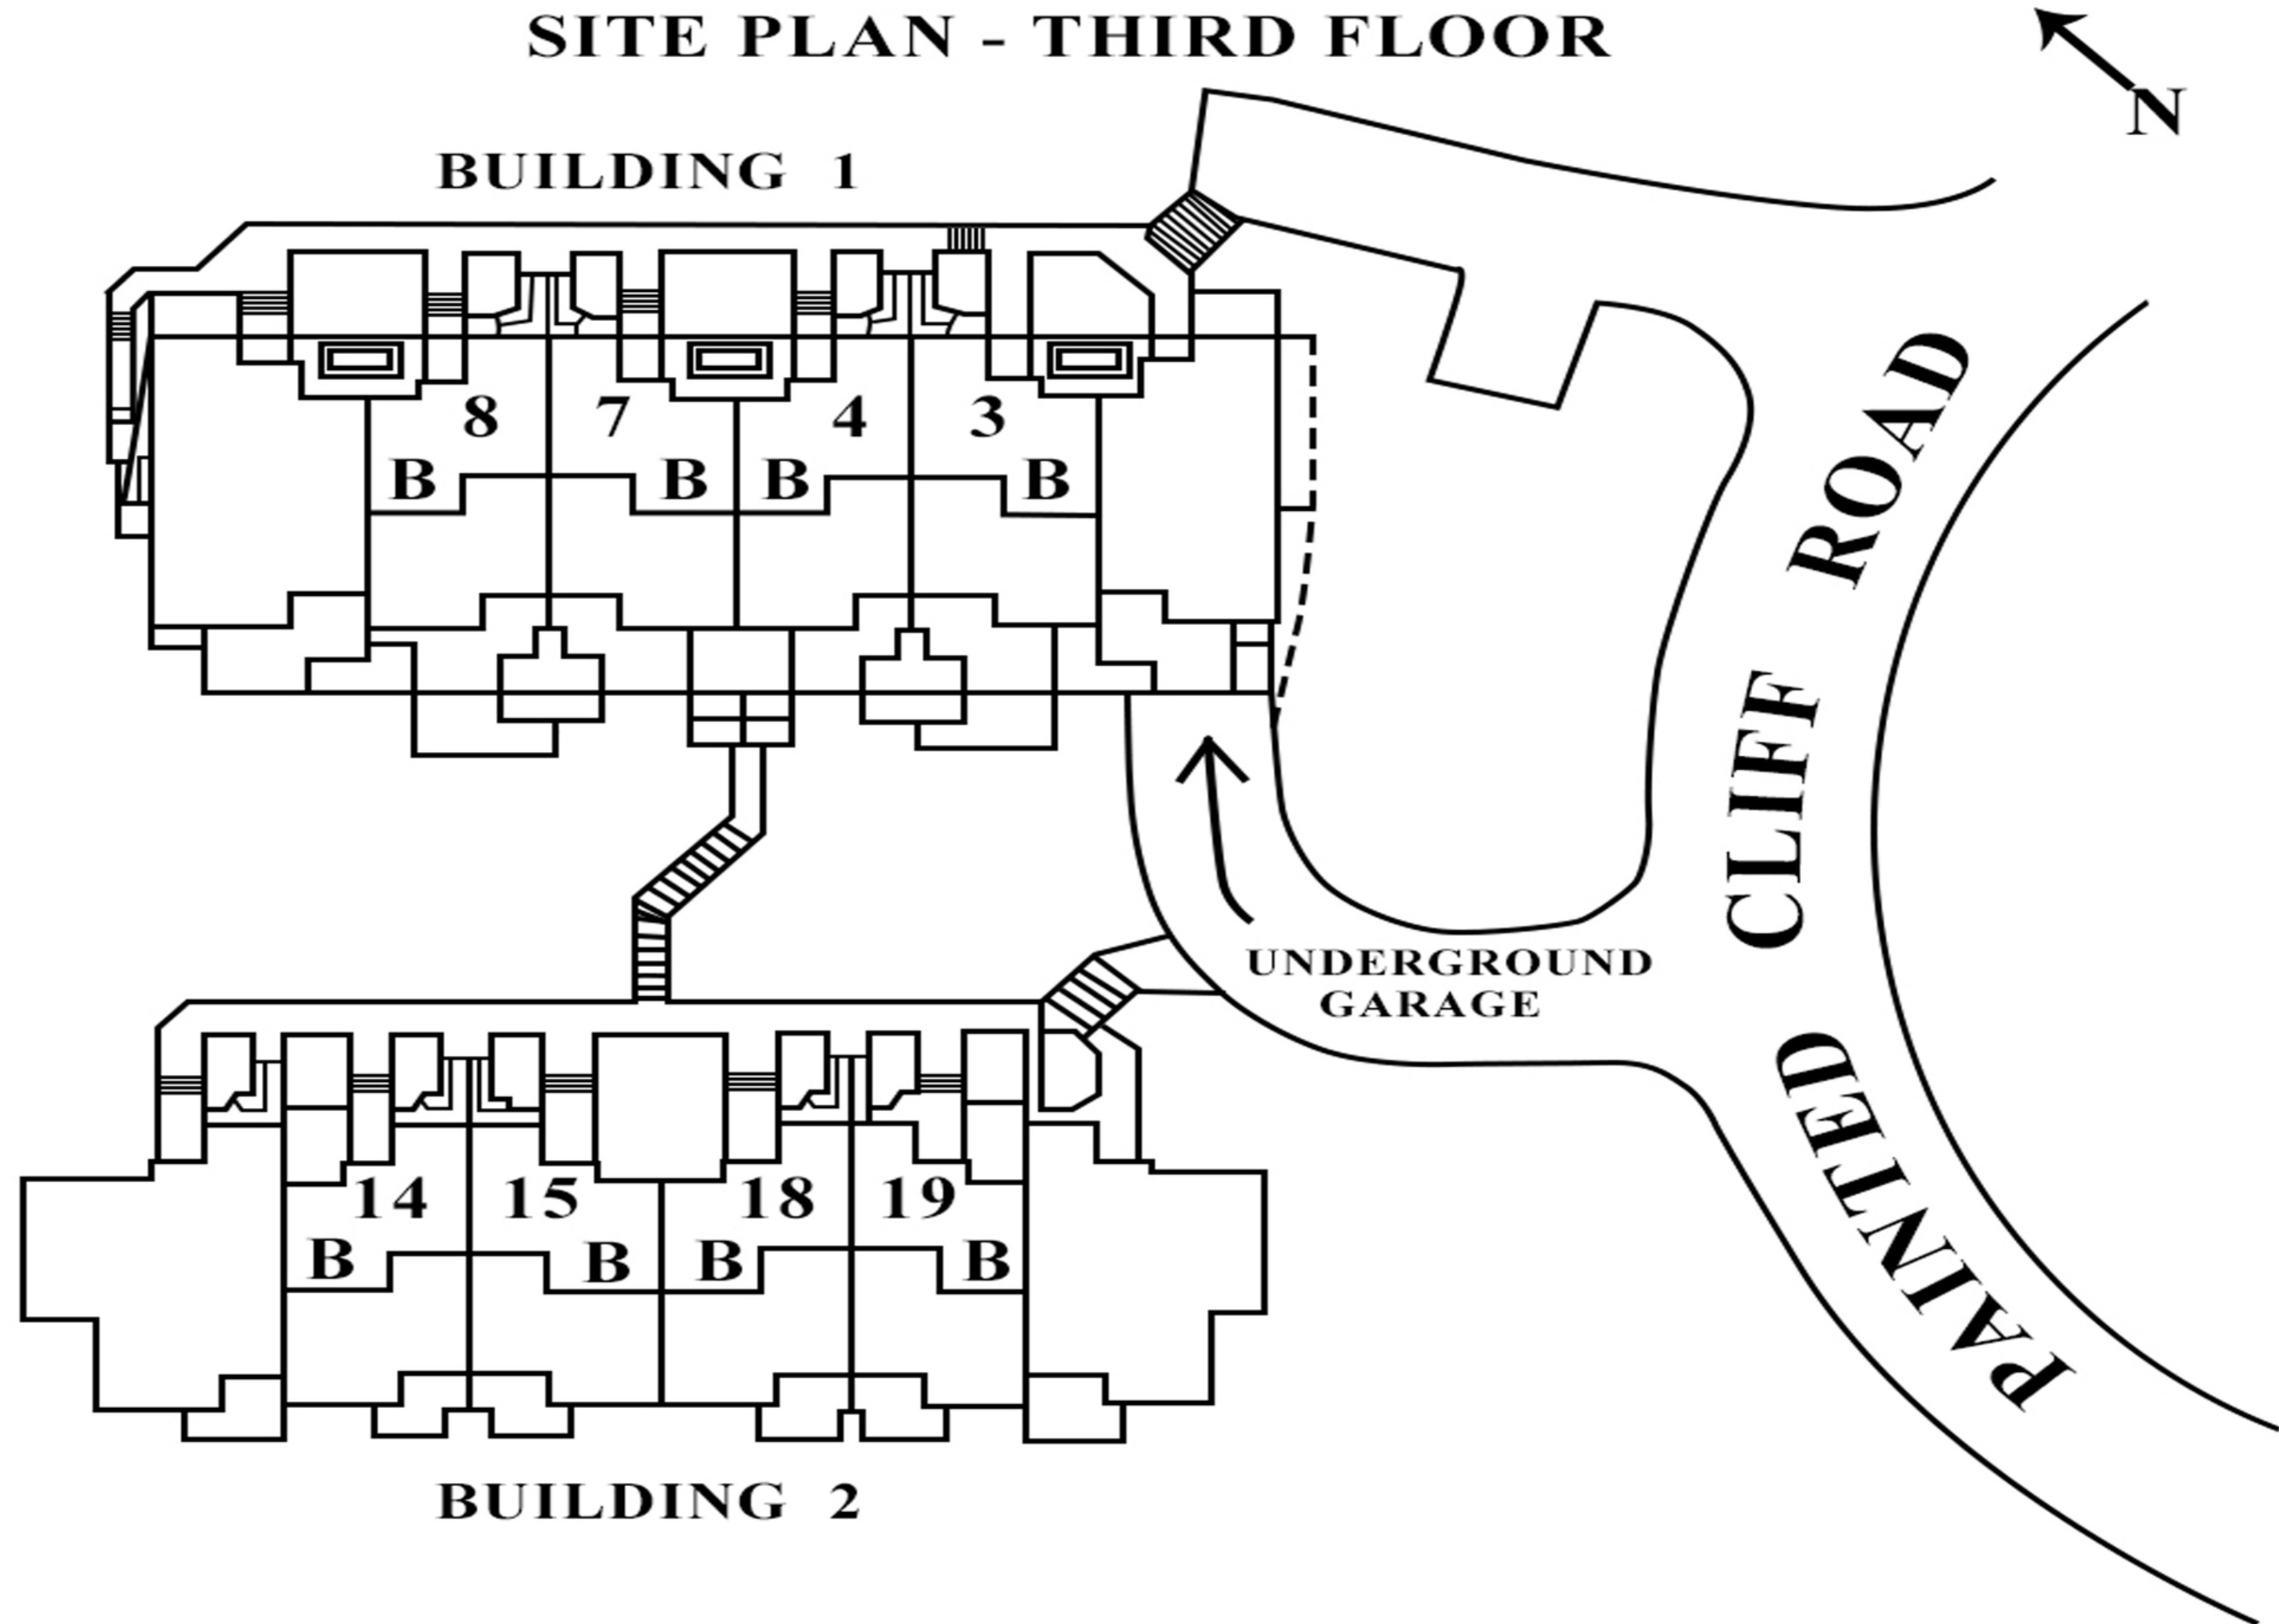 SITE PLAN - THIRD FLOOR
N
BUILDING 1
8 7 4 3
B B B B
PAINTED CLIFF ROAD
UNDERGROUND
GARAGE
14 15 18 19
B B B B
BUILDING 2